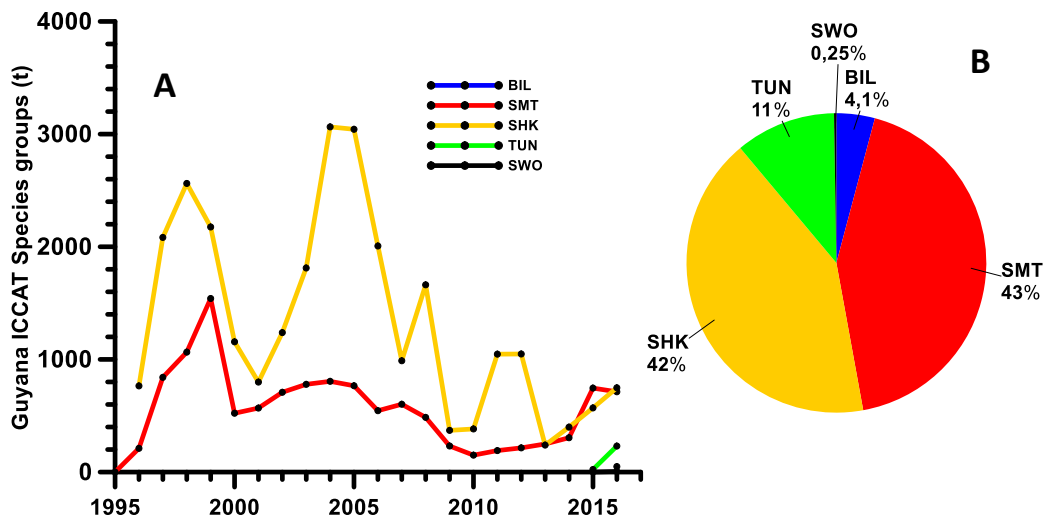 Guyana ICCAT Species groups (t)
4000
3000
2000
1000
0
1995
2000
2005
2010
2015
A
BIL
SMT
SHK
TUN
SWO
B
SWO
0,25%
BIL
4,1%
TUN
11%
SMT
43%
SHK
42%